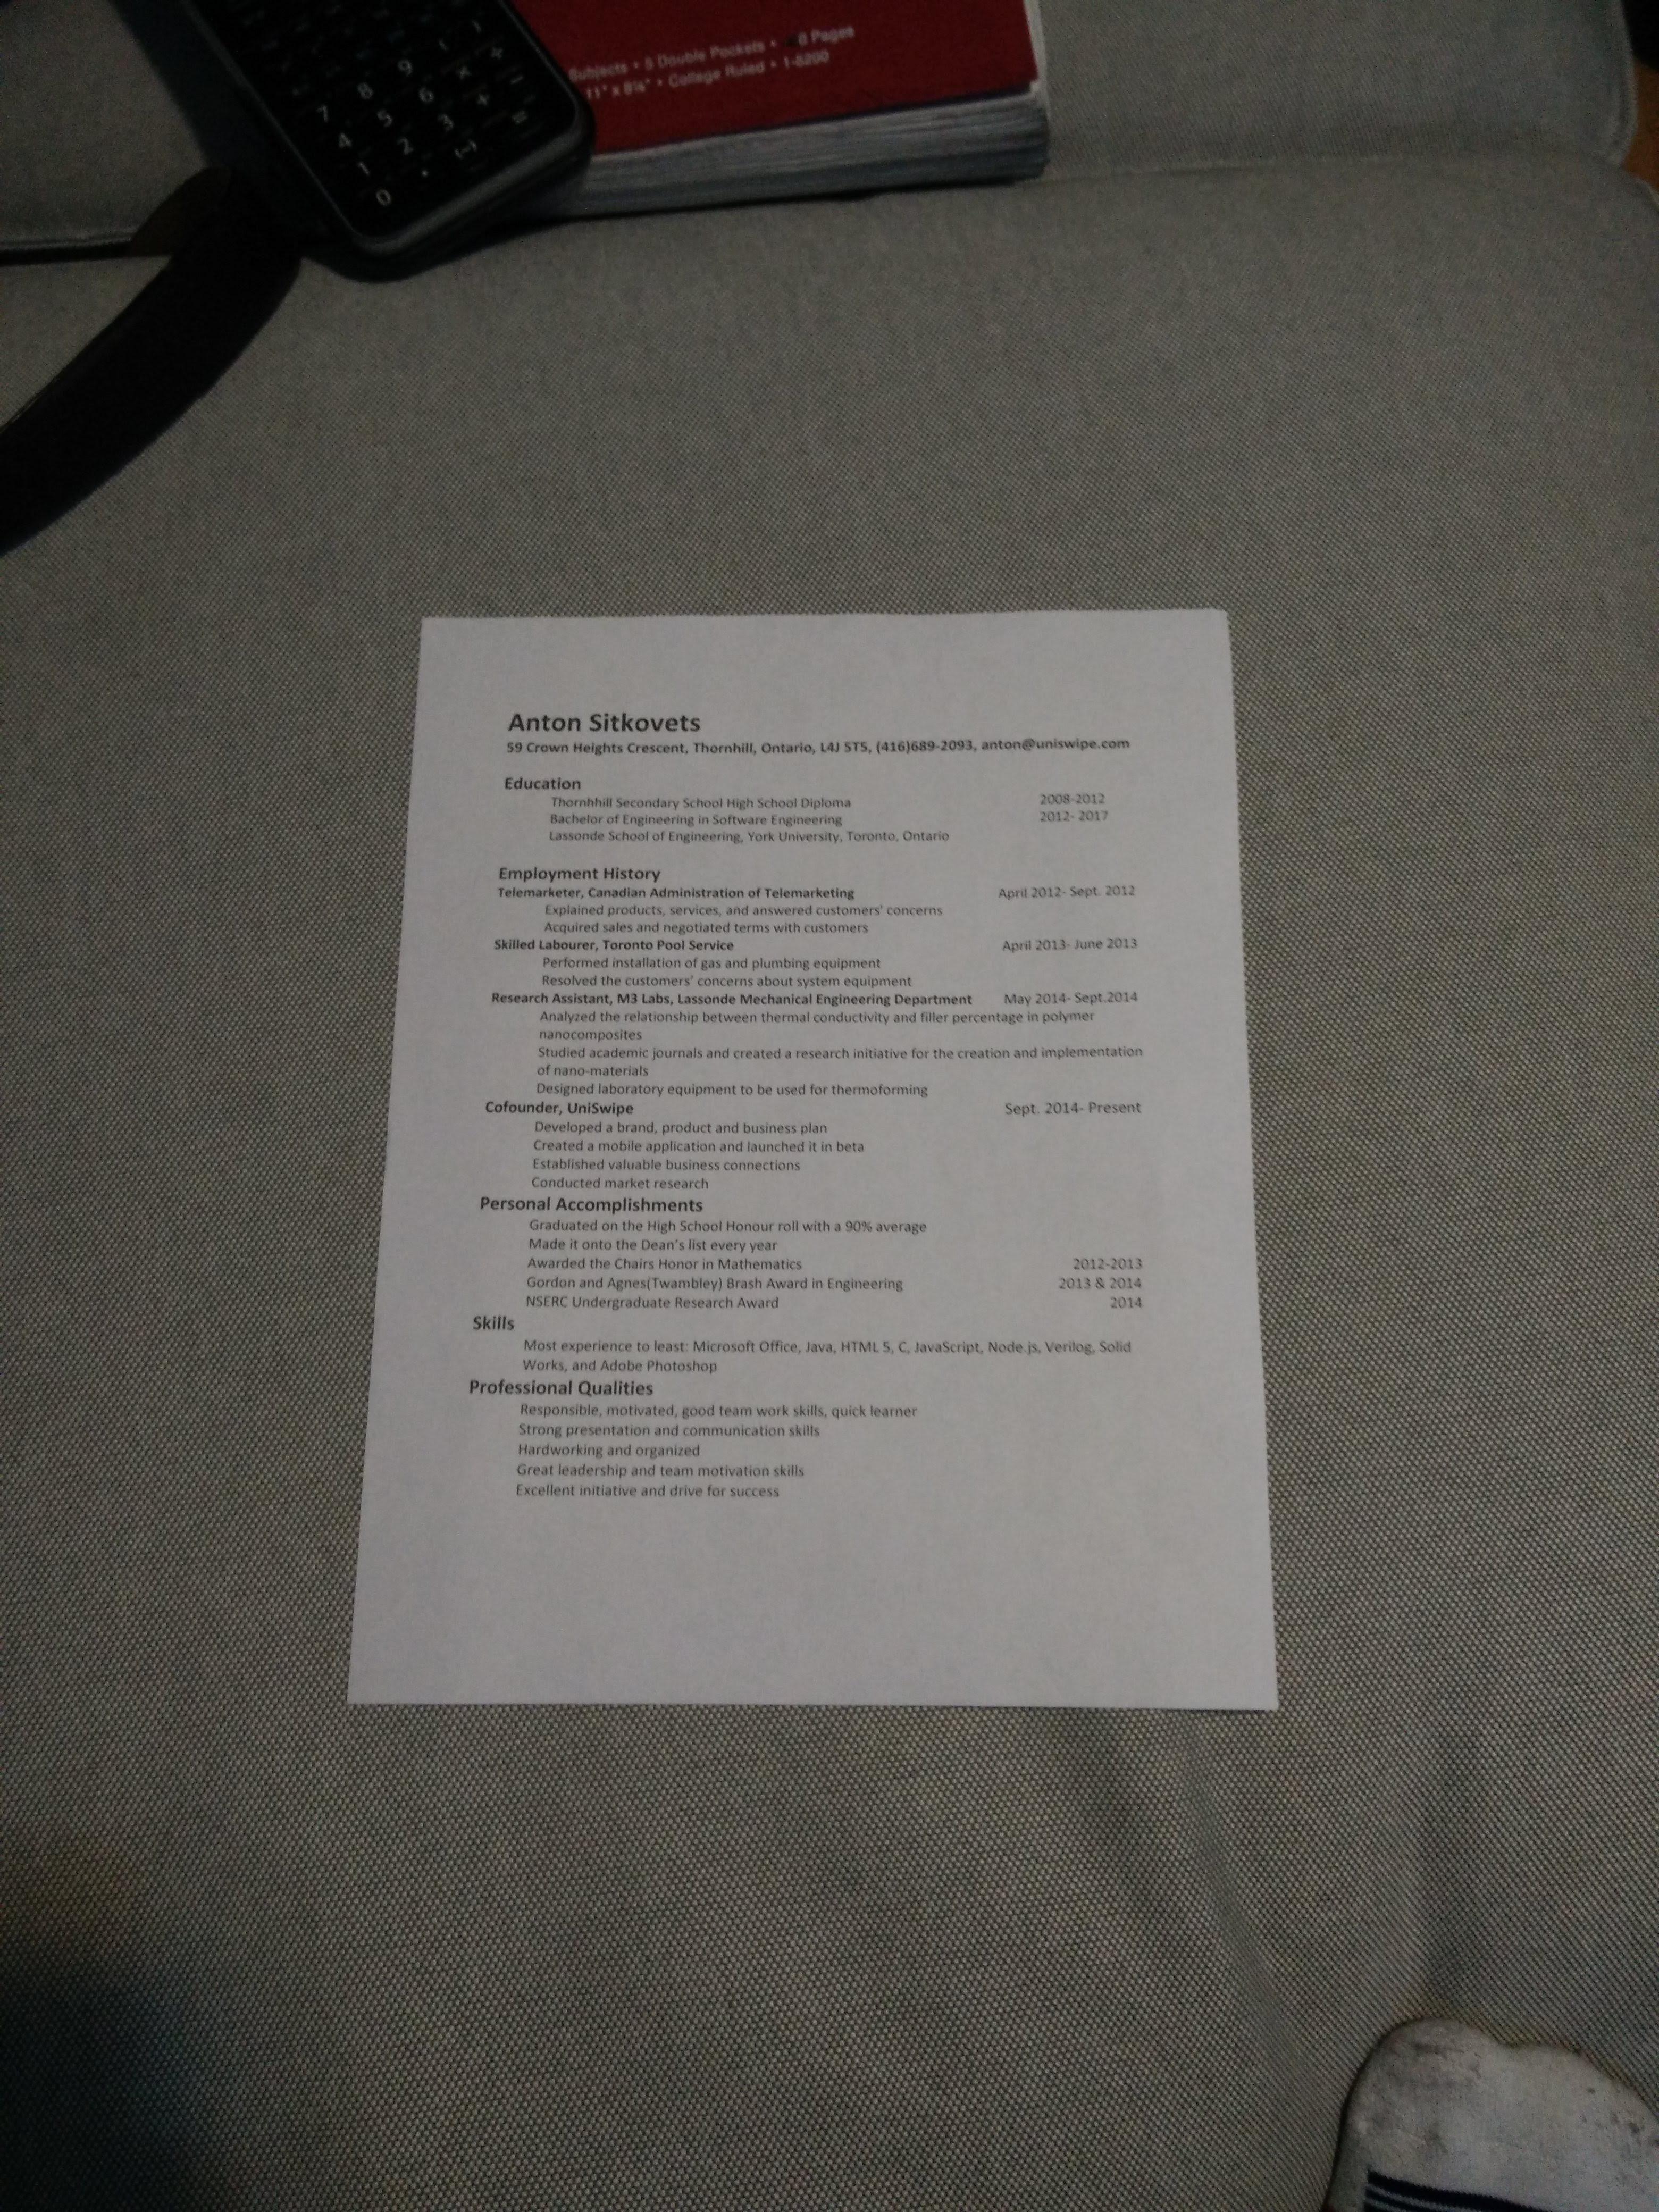 Subjects • 5 Double Pockets • 0 Pages
11" x 8½" • College Ruled • 1-8200
9
7 8 6 × ÷
4 5 3 + −
1 2 (−) =
0 .
Anton Sitkovets
59 Crown Heights Crescent, Thornhill, Ontario, L4J 5T5, (416)689-2093, anton@uniswipe.com
Education
Thornhhill Secondary School High School Diploma 2008-2012
Bachelor of Engineering in Software Engineering 2012- 2017
Lassonde School of Engineering, York University, Toronto, Ontario
Employment History
Telemarketer, Canadian Administration of Telemarketing April 2012- Sept. 2012
Explained products, services, and answered customers' concerns
Acquired sales and negotiated terms with customers
Skilled Labourer, Toronto Pool Service April 2013- June 2013
Performed installation of gas and plumbing equipment
Resolved the customers' concerns about system equipment
Research Assistant, M3 Labs, Lassonde Mechanical Engineering Department May 2014- Sept.2014
Analyzed the relationship between thermal conductivity and filler percentage in polymer
nanocomposites
Studied academic journals and created a research initiative for the creation and implementation
of nano-materials
Designed laboratory equipment to be used for thermoforming
Cofounder, UniSwipe Sept. 2014- Present
Developed a brand, product and business plan
Created a mobile application and launched it in beta
Established valuable business connections
Conducted market research
Personal Accomplishments
Graduated on the High School Honour roll with a 90% average
Made it onto the Dean's list every year
Awarded the Chairs Honor in Mathematics 2012-2013
Gordon and Agnes(Twambley) Brash Award in Engineering 2013 & 2014
NSERC Undergraduate Research Award 2014
Skills
Most experience to least: Microsoft Office, Java, HTML 5, C, JavaScript, Node.js, Verilog, Solid
Works, and Adobe Photoshop
Professional Qualities
Responsible, motivated, good team work skills, quick learner
Strong presentation and communication skills
Hardworking and organized
Great leadership and team motivation skills
Excellent initiative and drive for success